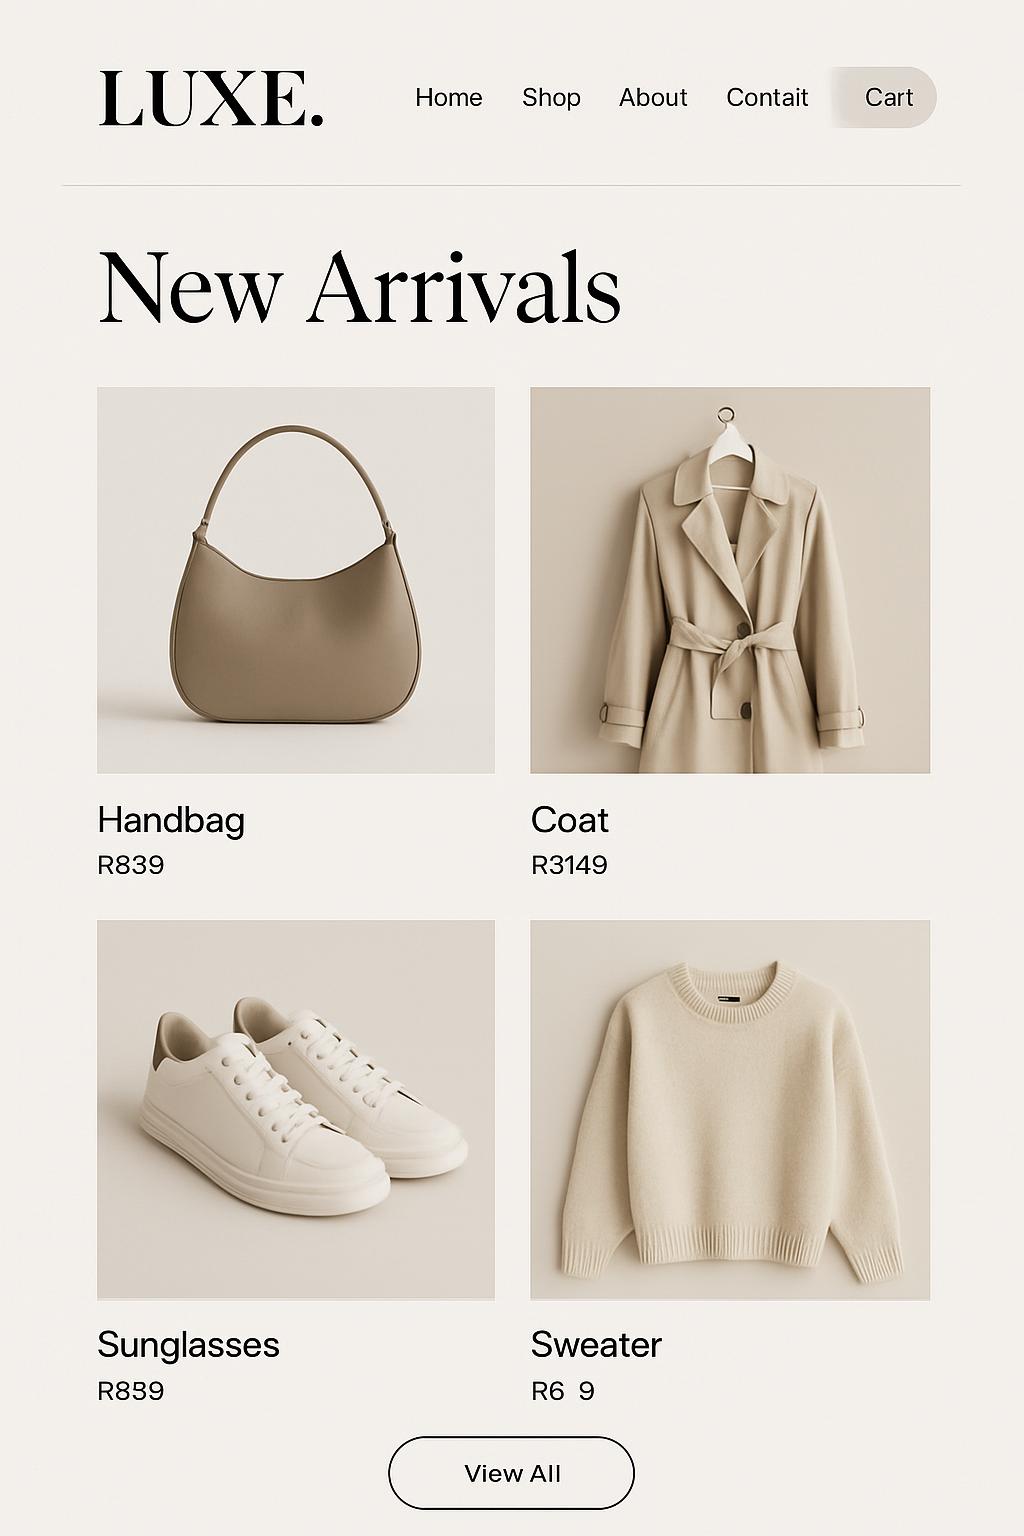 LUXE.
Home Shop About Contait Cart
New Arrivals
Handbag
R839
Coat
R3149
Sunglasses
R839
Sweater
R6 9
View All